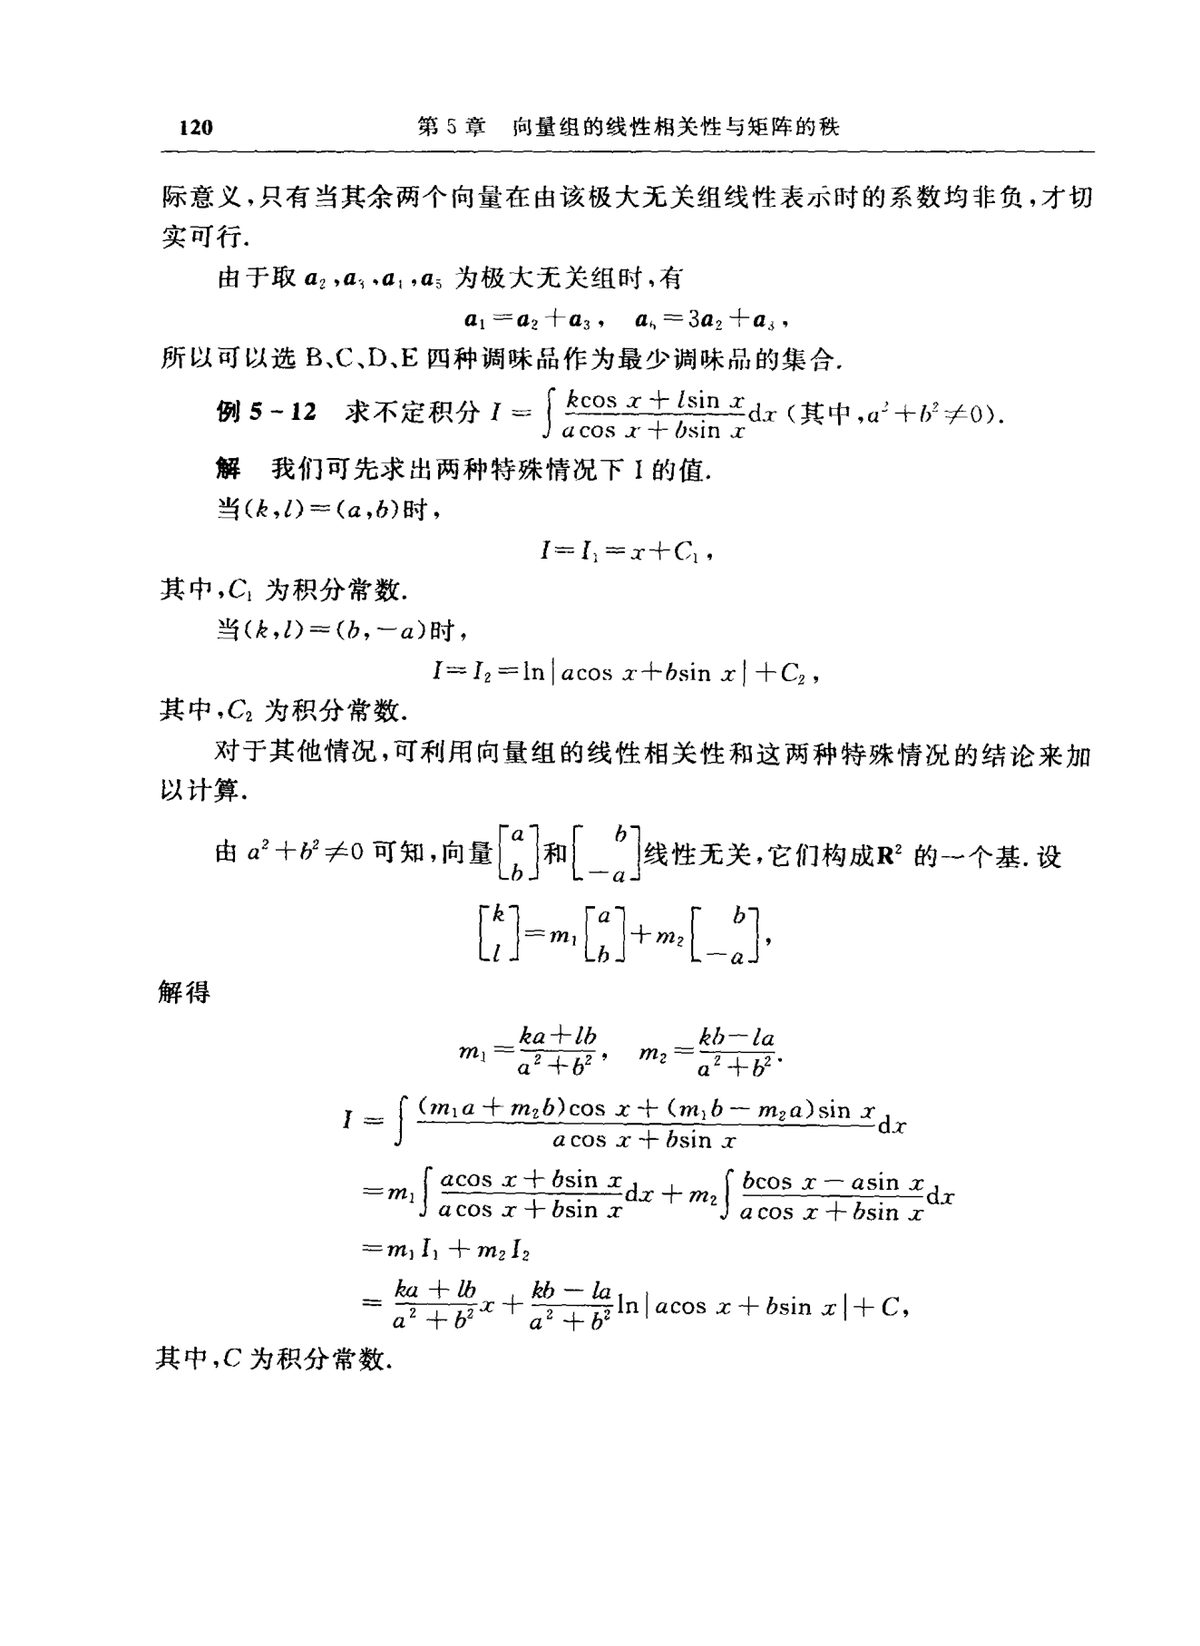 120 第 5 章 向量组的线性相关性与矩阵的秩
际意义,只有当其余两个向量在由该极大无关组线性表示时的系数均非负,才切
实可行.
由于取 a₂,a₃,a₄,a₅ 为极大无关组时,有
a₁=a₂+a₃, a₆=3a₂+a₃,
所以可以选 B、C、D、E 四种调味品作为最少调味品的集合.
例 5-12 求不定积分 I = ∫ (kcos x + lsin x)/(acos x + bsin x) dx (其中,a²+b²≠0).
解 我们可先求出两种特殊情况下 I 的值.
当(k,l)=(a,b)时,
I=I₁=x+C₁,
其中,C₁ 为积分常数.
当(k,l)=(b,-a)时,
I=I₂=ln|acos x+bsin x|+C₂,
其中,C₂ 为积分常数.
对于其他情况,可利用向量组的线性相关性和这两种特殊情况的结论来加
以计算.
由 a²+b²≠0 可知,向量[a b]和[b -a]线性无关,它们构成R² 的一个基.设
[k l]=m₁[a b]+m₂[b -a],
解得
m₁=(ka+lb)/(a²+b²), m₂=(kb-la)/(a²+b²).
I = ∫ ((m₁a + m₂b)cos x + (m₁b - m₂a)sin x)/(acos x + bsin x) dx
=m₁∫ (acos x + bsin x)/(acos x + bsin x) dx + m₂∫ (bcos x - asin x)/(acos x + bsin x) dx
=m₁I₁ + m₂I₂
= (ka + lb)/(a² + b²) x + (kb - la)/(a² + b²) ln|acos x + bsin x| + C,
其中,C 为积分常数.